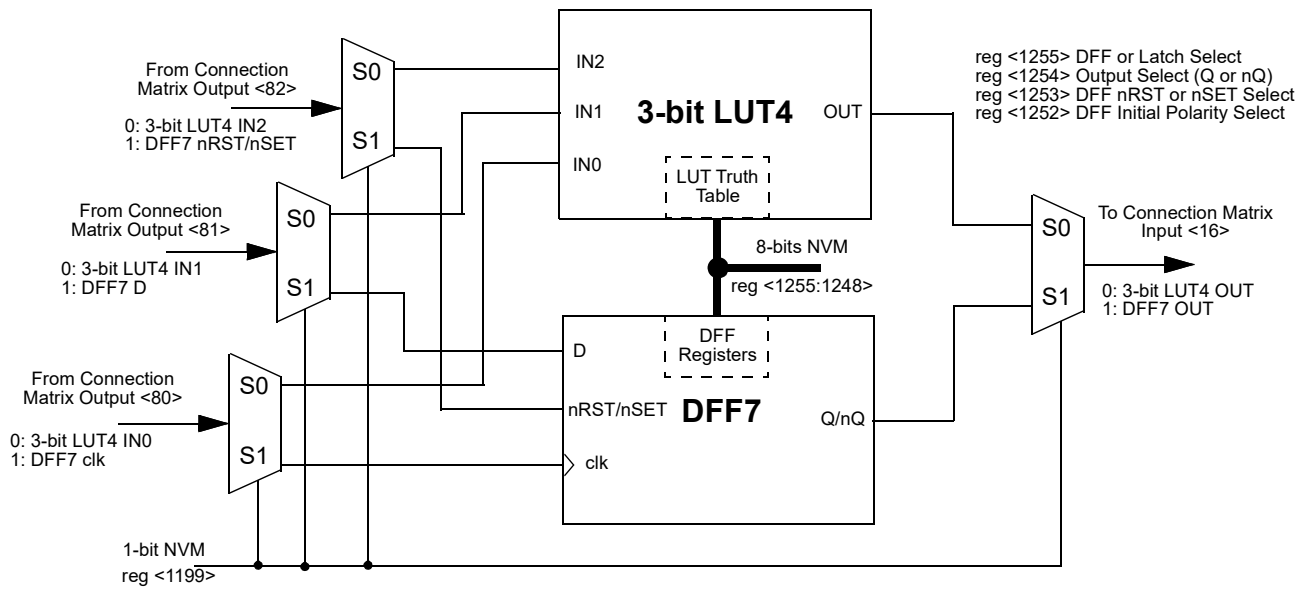 From Connection
Matrix Output <82>
0: 3-bit LUT4 IN2
1: DFF7 nRST/nSET
S0
S1
From Connection
Matrix Output <81>
0: 3-bit LUT4 IN1
1: DFF7 D
S0
S1
From Connection
Matrix Output <80>
0: 3-bit LUT4 IN0
1: DFF7 clk
S0
S1
1-bit NVM
reg <1199>
IN2
IN1
IN0
3-bit LUT4
OUT
LUT Truth
Table
8-bits NVM
reg <1255:1248>
DFF
Registers
D
nRST/nSET
DFF7
Q/nQ
clk
reg <1255> DFF or Latch Select
reg <1254> Output Select (Q or nQ)
reg <1253> DFF nRST or nSET Select
reg <1252> DFF Initial Polarity Select
S0
S1
To Connection Matrix
Input <16>
0: 3-bit LUT4 OUT
1: DFF7 OUT